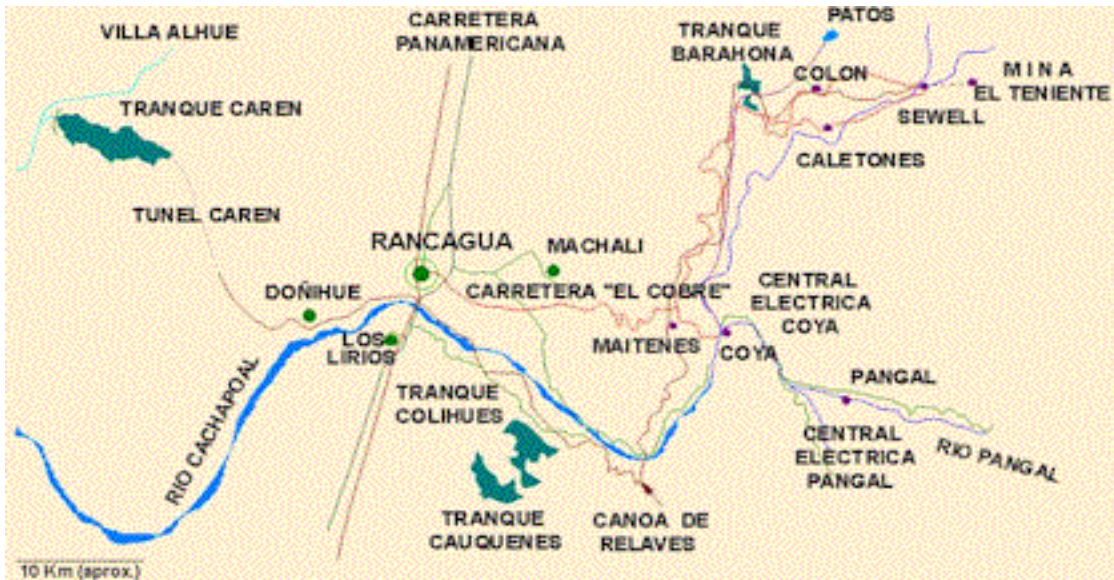 VILLA ALHUE
CARRETERA
PANAMERICANA
TRANQUE
BARAHONA
PATOS
COLON
MINA
EL TENIENTE
SEWELL
CALETONES
TRANQUE CAREN
TUNEL CAREN
RANCAGUA
MACHALI
DOÑIHUE
CARRETERA "EL COBRE"
CENTRAL
ELECTRICA
COYA
LOS
LIRIOS
MAITENES
COYA
RIO CACHAPOAL
TRANQUE
COLIHUES
PANGAL
CENTRAL
ELECTRICA
PANGAL
RIO PANGAL
TRANQUE
CAUQUENES
CANOA DE
RELAVES
10 Km (aprox.)